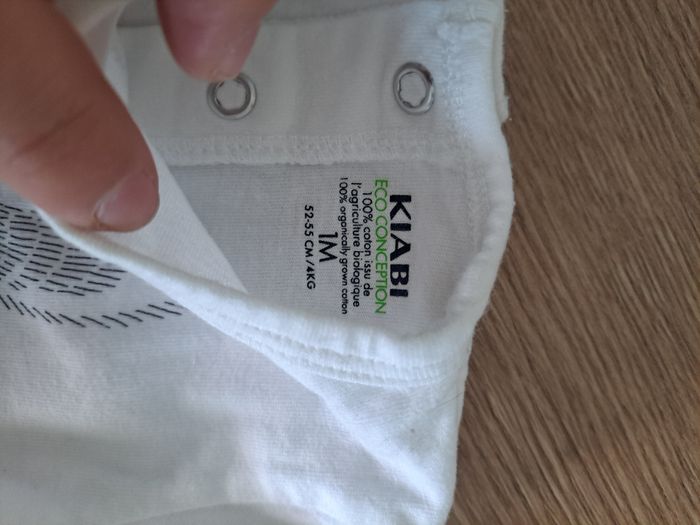 KIABI
ECO CONCEPTION
100% coton issu de
l'agriculture biologique
100% organically grown cotton
1M
52-55 CM /4KG